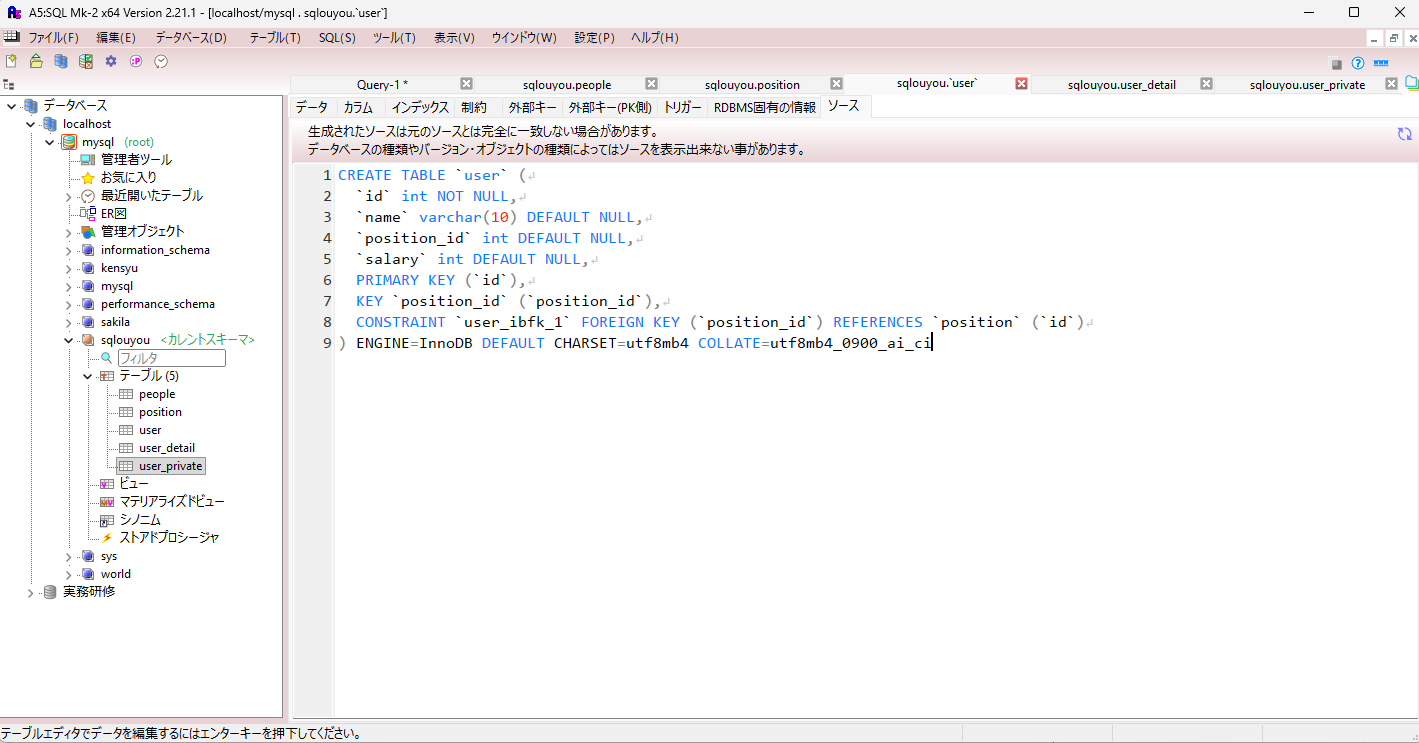 A5:SQL Mk-2 x64 Version 2.21.1 - [localhost/mysql . sqlouyou.`user`]
ファイル(F) 編集(E) データベース(D) テーブル(T) SQL(S) ツール(T) 表示(V) ウインドウ(W) 設定(P) ヘルプ(H)
Query-1 * sqlouyou.people sqlouyou.position sqlouyou.`user` sqlouyou.user_detail sqlouyou.user_private
データ カラム インデックス 制約 外部キー 外部キー(PK側) トリガー RDBMS固有の情報 ソース
生成されたソースは元のソースとは完全に一致しない場合があります。
データベースの種類やバージョン・オブジェクトの種類によってはソースを表示出来ない事があります。
データベース
localhost
mysql (root)
管理者ツール
お気に入り
最近開いたテーブル
ER図
管理オブジェクト
information_schema
kensyu
mysql
performance_schema
sakila
sqlouyou <カレントスキーマ>
フィルタ
テーブル (5)
people
position
user
user_detail
user_private
ビュー
マテリアライズドビュー
シノニム
ストアドプロシージャ
sys
world
実務研修
1 CREATE TABLE `user` (
2 `id` int NOT NULL,
3 `name` varchar(10) DEFAULT NULL,
4 `position_id` int DEFAULT NULL,
5 `salary` int DEFAULT NULL,
6 PRIMARY KEY (`id`),
7 KEY `position_id` (`position_id`),
8 CONSTRAINT `user_ibfk_1` FOREIGN KEY (`position_id`) REFERENCES `position` (`id`)
9 ) ENGINE=InnoDB DEFAULT CHARSET=utf8mb4 COLLATE=utf8mb4_0900_ai_ci
テーブルエディタでデータを編集するにはエンターキーを押下してください。